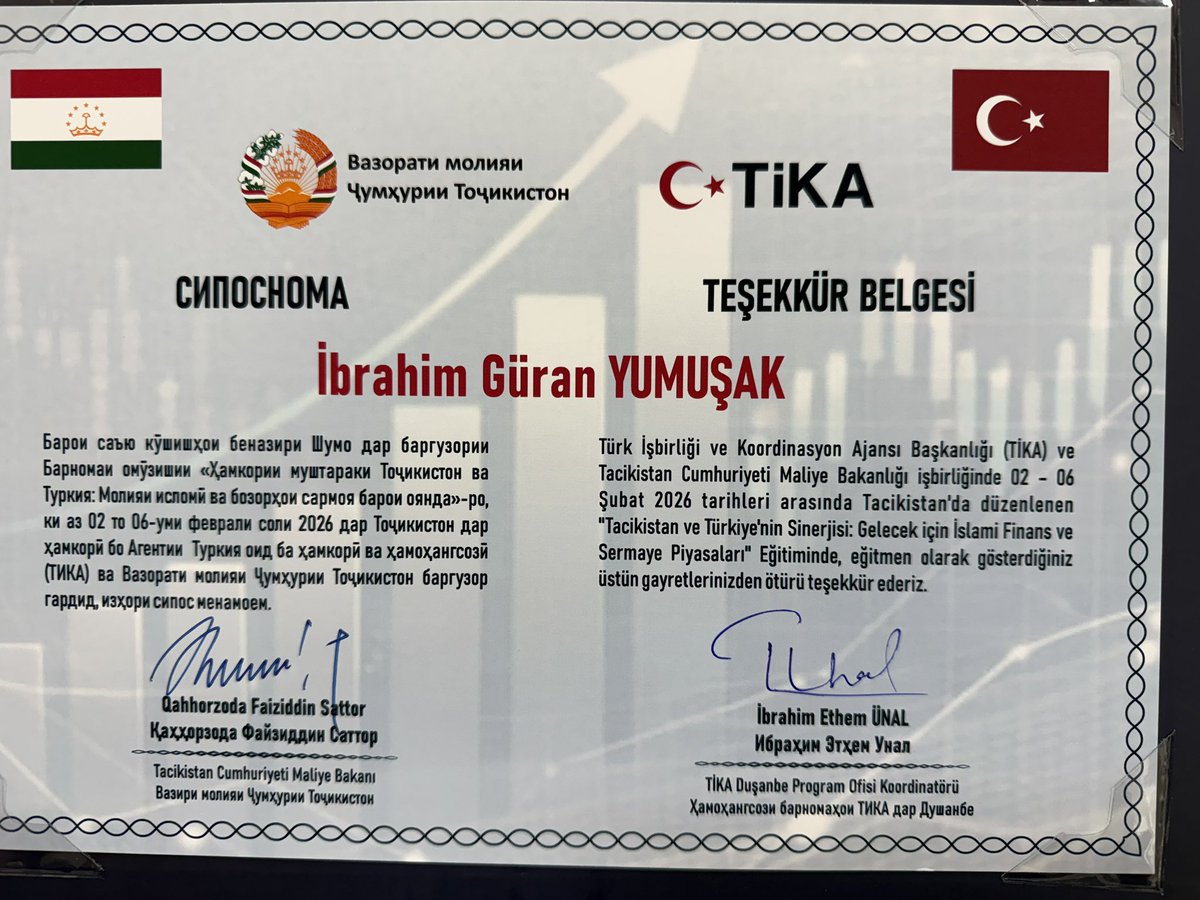 Вазорати молияи
Ҷумҳурии Тоҷикистон
TiKA
СИПОСНОМА
TEŞEKKÜR BELGESİ
İbrahim Güran YUMUŞAK
Барои саъю кӯшишҳои беназири Шумо дар баргузории
Барномаи омӯзишии «Ҳамкории муштараки Тоҷикистон ва
Туркия: Молияи исломӣ ва бозорҳои сармоя барои оянда»-ро,
ки аз 02 то 06-уми феврали соли 2026 дар Тоҷикистон дар
ҳамкорӣ бо Агентии Туркия оид ба ҳамкорӣ ва ҳамоҳангсозӣ
(ТИКА) ва Вазорати молияи Ҷумҳурии Тоҷикистон баргузор
гардид, изҳори сипос менамоем.
Türk İşbirliği ve Koordinasyon Ajansı Başkanlığı (TİKA) ve
Tacikistan Cumhuriyeti Maliye Bakanlığı işbirliğinde 02 – 06
Şubat 2026 tarihleri arasında Tacikistan'da düzenlenen
"Tacikistan ve Türkiye'nin Sinerjisi: Gelecek için İslami Finans ve
Sermaye Piyasaları" Eğitiminde, eğitmen olarak gösterdiğiniz
üstün gayretlerinizden ötürü teşekkür ederiz.
Qahhorzoda Faiziddin Sattor
Қаҳҳорзода Файзиддин Саттор
Tacikistan Cumhuriyeti Maliye Bakanı
Вазири молияи Ҷумҳурии Тоҷикистон
İbrahim Ethem ÜNAL
Ибраҳим Этҳем Унал
TİKA Duşanbe Program Ofisi Koordinatörü
Ҳамоҳангсози барномаҳои ТИКА дар Душанбе